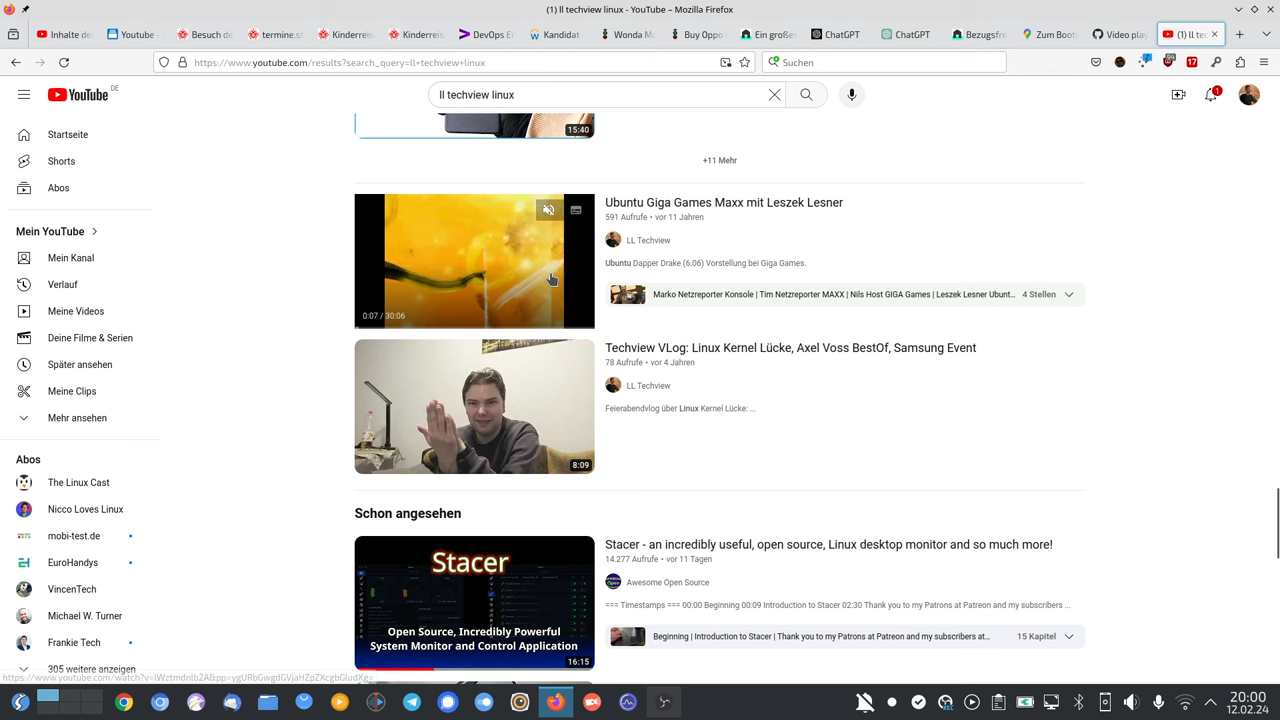 (1) ll techview linux - YouTube – Mozilla Firefox
Inhalte de
Youtube -
Besuch de
termine.st
Kinderreis
Kinderreis
DevOps E
Kandidat
Wonda M
Buy Oppo
Ein großes
ChatGPT
ChatGPT
Bezugsfre
Zum Boots
Video play
(1) ll tec
https://www.youtube.com/results?search_query=ll+techview+linux
Suchen
YouTube DE
ll techview linux
1
Startseite
Shorts
Abos
Mein YouTube
Mein Kanal
Verlauf
Meine Videos
Deine Filme & Serien
Später ansehen
Meine Clips
Mehr ansehen
Abos
The Linux Cast
Nicco Loves Linux
mobi-test.de
EuroHandys
VincenTech
Michael W. Turner
Frankie Tech
305 weitere anzeigen
15:40
+11 Mehr
0:07 / 30:06
Ubuntu Giga Games Maxx mit Leszek Lesner
591 Aufrufe • vor 11 Jahren
LL Techview
Ubuntu Dapper Drake (6.06) Vorstellung bei Giga Games.
Marko Netzreporter Konsole | Tim Netzreporter MAXX | Nils Host GIGA Games | Leszek Lesner Ubunt... 4 Stellen
8:09
Techview VLog: Linux Kernel Lücke, Axel Voss BestOf, Samsung Event
78 Aufrufe • vor 4 Jahren
LL Techview
Feierabendvlog über Linux Kernel Lücke: ...
Schon angesehen
Stacer
Open Source, Incredibly Powerful
System Monitor and Control Application
16:15
Stacer - an incredibly useful, open source, Linux desktop monitor and so much more!
14.277 Aufrufe • vor 11 Tagen
Awesome Open Source
=== Timestamps === 00:00 Beginning 00:09 Introduction to Stacer 02:30 Thank you to my Patrons at Patreon and my subscribers ...
Beginning | Introduction to Stacer | Thank you to my Patrons at Patreon and my subscribers at... 15 Kapitel
20:00
12.02.24